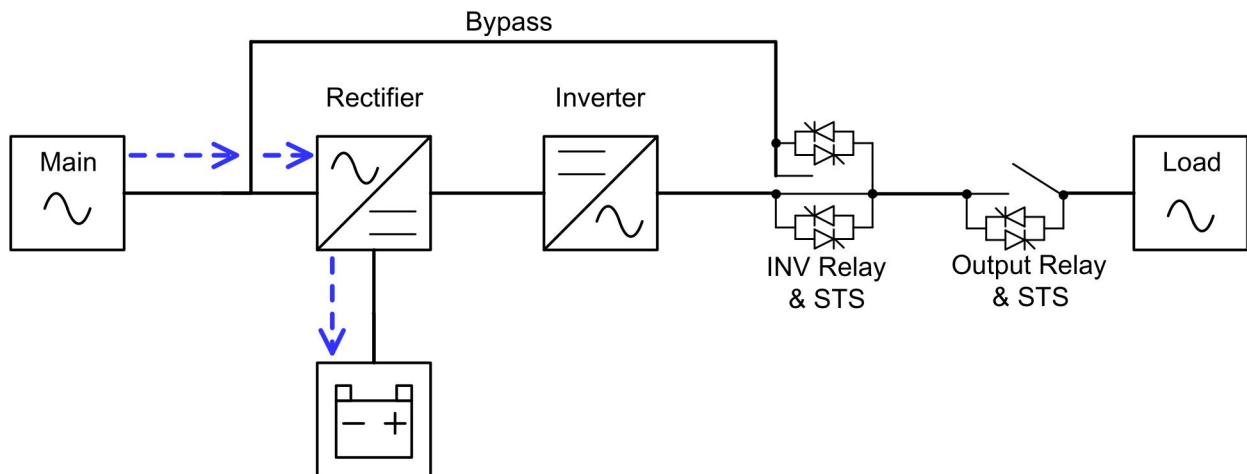 Bypass
Rectifier
Inverter
Main
Load
INV Relay
& STS
Output Relay
& STS